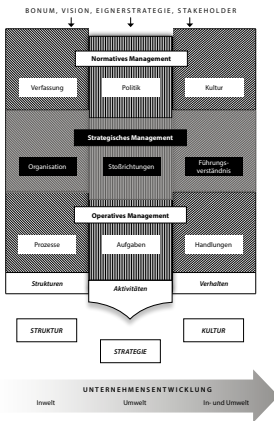 BONUM, VISION, EIGNERSTRATEGIE, STAKEHOLDER
Normatives Management
Verfassung
Politik
Kultur
Strategisches Management
Organisation
Stoßrichtungen
Führungs-
verständnis
Operatives Management
Prozesse
Aufgaben
Handlungen
Strukturen
Aktivitäten
Verhalten
STRUKTUR
KULTUR
STRATEGIE
UNTERNEHMENSENTWICKLUNG
Inwelt
Umwelt
In- und Umwelt